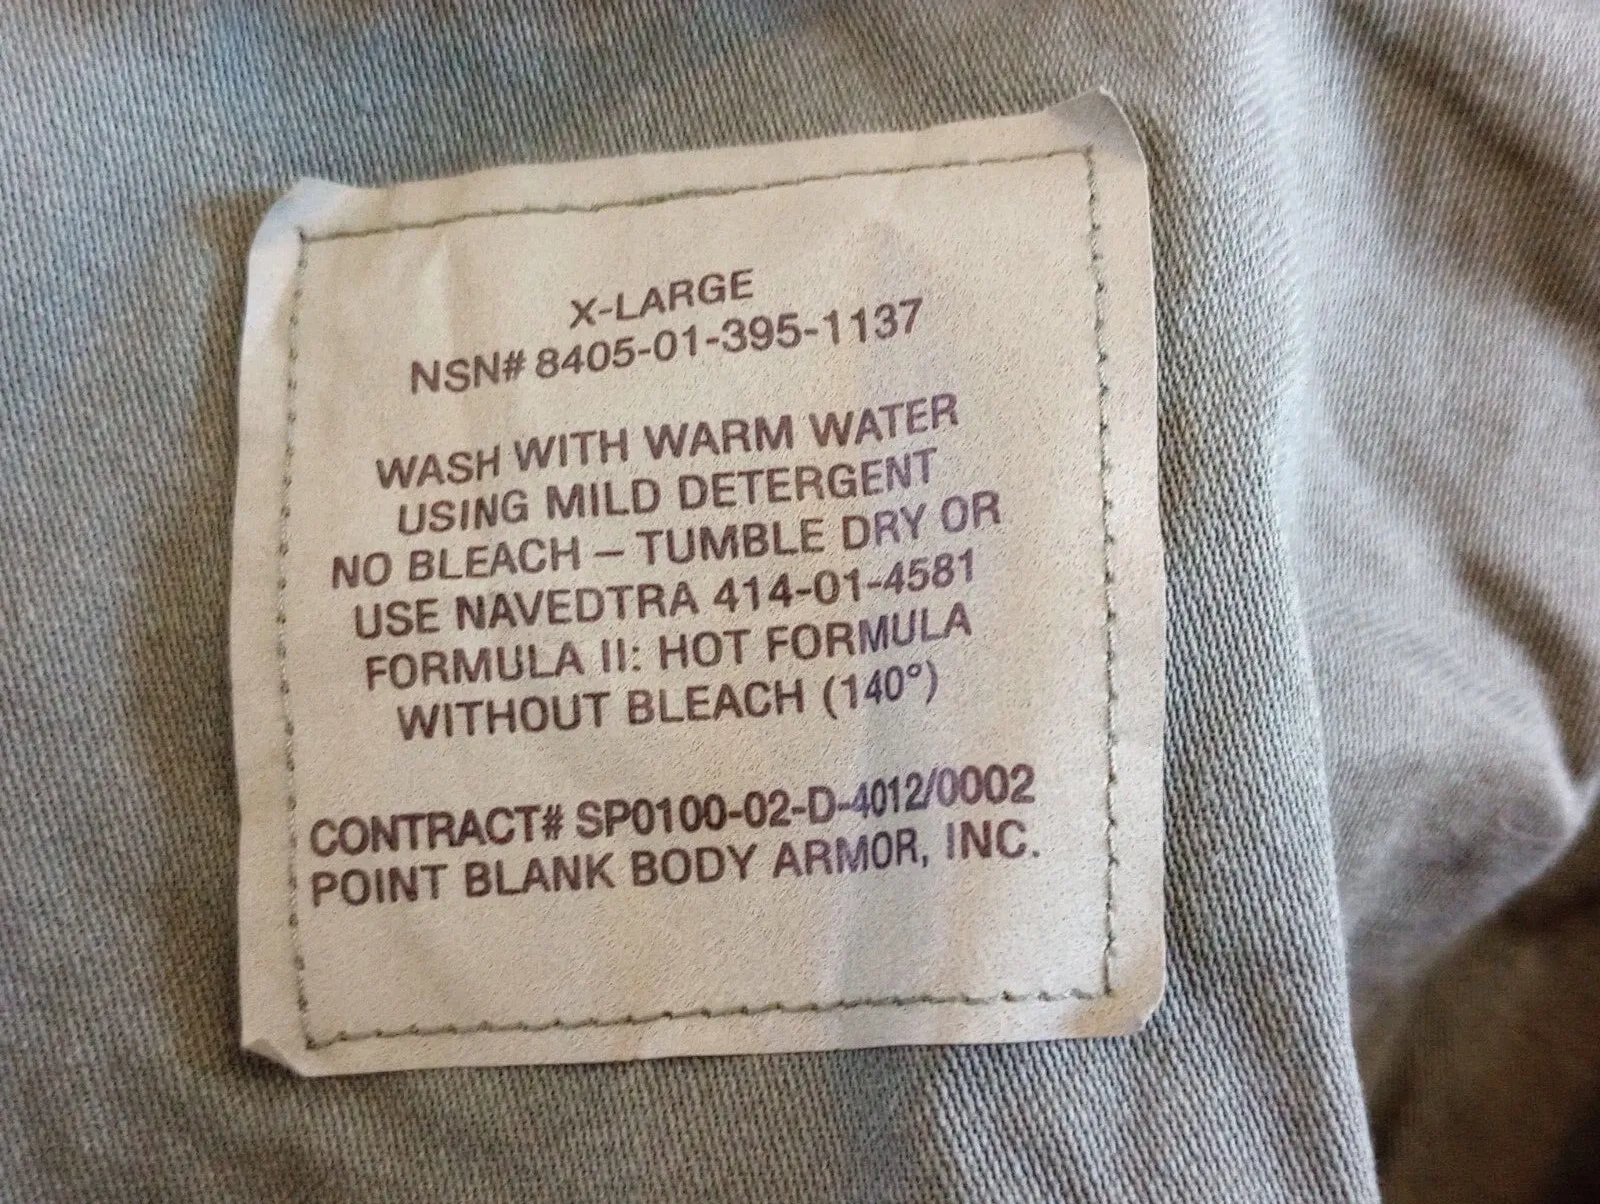 X-LARGE
NSN# 8405-01-395-1137
WASH WITH WARM WATER
USING MILD DETERGENT
NO BLEACH – TUMBLE DRY OR
USE NAVEDTRA 414-01-4581
FORMULA II: HOT FORMULA
WITHOUT BLEACH (140°)
CONTRACT# SP0100-02-D-4012/0002
POINT BLANK BODY ARMOR, INC.